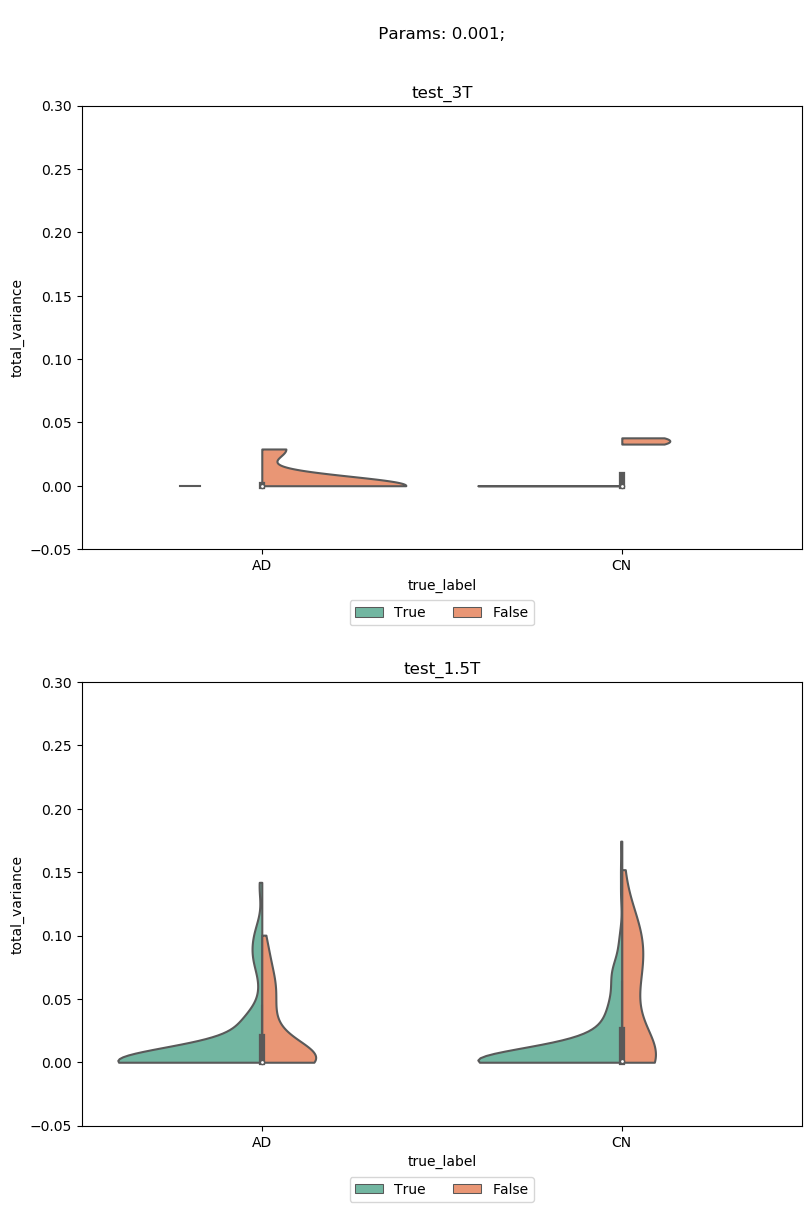 Params: 0.001;
test_3T
0.30
0.25
0.20
0.15
0.10
0.05
0.00
−0.05
total_variance
AD CN
true_label
True False
test_1.5T
0.30
0.25
0.20
0.15
0.10
0.05
0.00
−0.05
total_variance
AD CN
true_label
True False